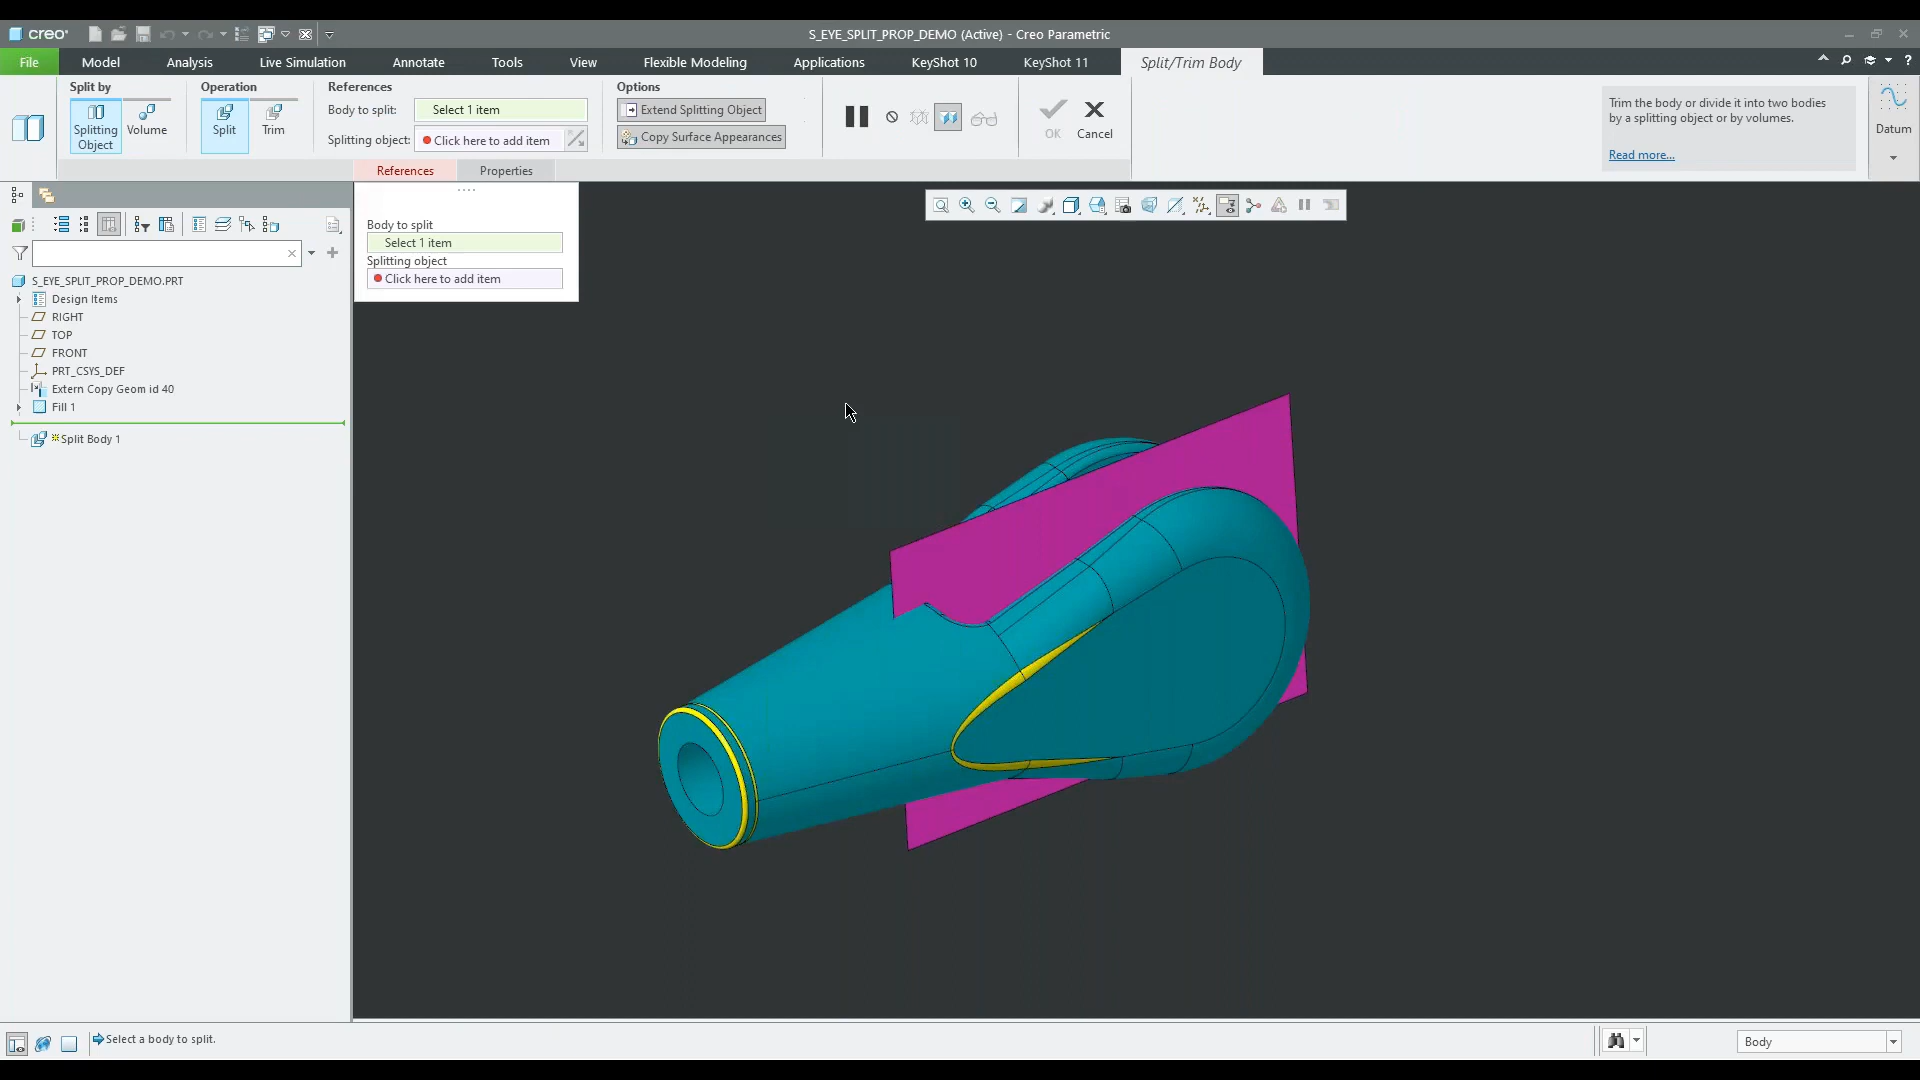 creo
S_EYE_SPLIT_PROP_DEMO (Active) - Creo Parametric
File
Model
Analysis
Live Simulation
Annotate
Tools
View
Flexible Modeling
Applications
KeyShot 10
KeyShot 11
Split/Trim Body
Split by
Splitting Object
Volume
Operation
Split
Trim
References
Body to split:
Select 1 item
Splitting object:
Click here to add item
Options
Extend Splitting Object
Copy Surface Appearances
OK
Cancel
Trim the body or divide it into two bodies
by a splitting object or by volumes.
Read more...
Datum
References
Properties
Body to split
Select 1 item
Splitting object
Click here to add item
S_EYE_SPLIT_PROP_DEMO.PRT
Design Items
RIGHT
TOP
FRONT
PRT_CSYS_DEF
Extern Copy Geom id 40
Fill 1
Split Body 1
Select a body to split.
Body